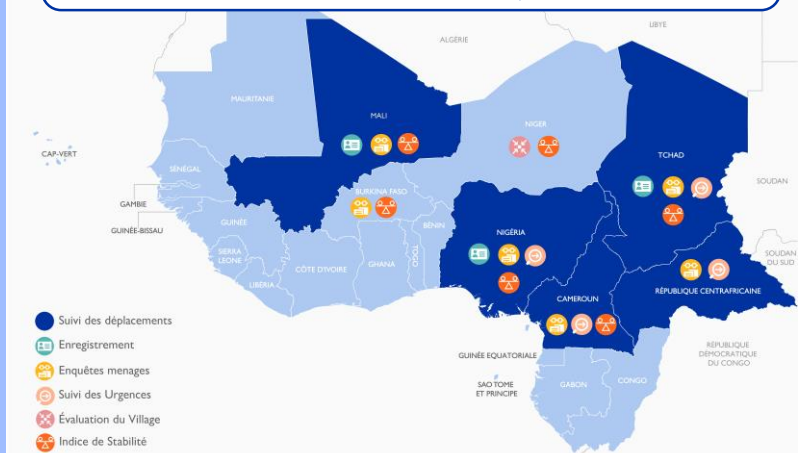 LIBYE
ALGÉRIE
MAURITANIE
MALI
NIGER
TCHAD
CAP-VERT
SÉNÉGAL
SOUDAN
BURKINA FASO
GAMBIE
GUINÉE-BISSAU
GUINÉE
BÉNIN
NIGÉRIA
SIERRA
LEONE
CÔTE D'IVOIRE
GHANA
TOGO
SOUDAN
DU SUD
LIBÉRIA
CAMEROUN
RÉPUBLIQUE CENTRAFRICAINE
Suivi des déplacements
Enregistrement
Enquêtes menages
Suivi des Urgences
Évaluation du Village
Indice de Stabilité
GUINÉE EQUATORIALE
RÉPUBLIQUE
DÉMOCRATIQUE
DU CONGO
SAO TOME
ET PRINCIPE
GABON
CONGO